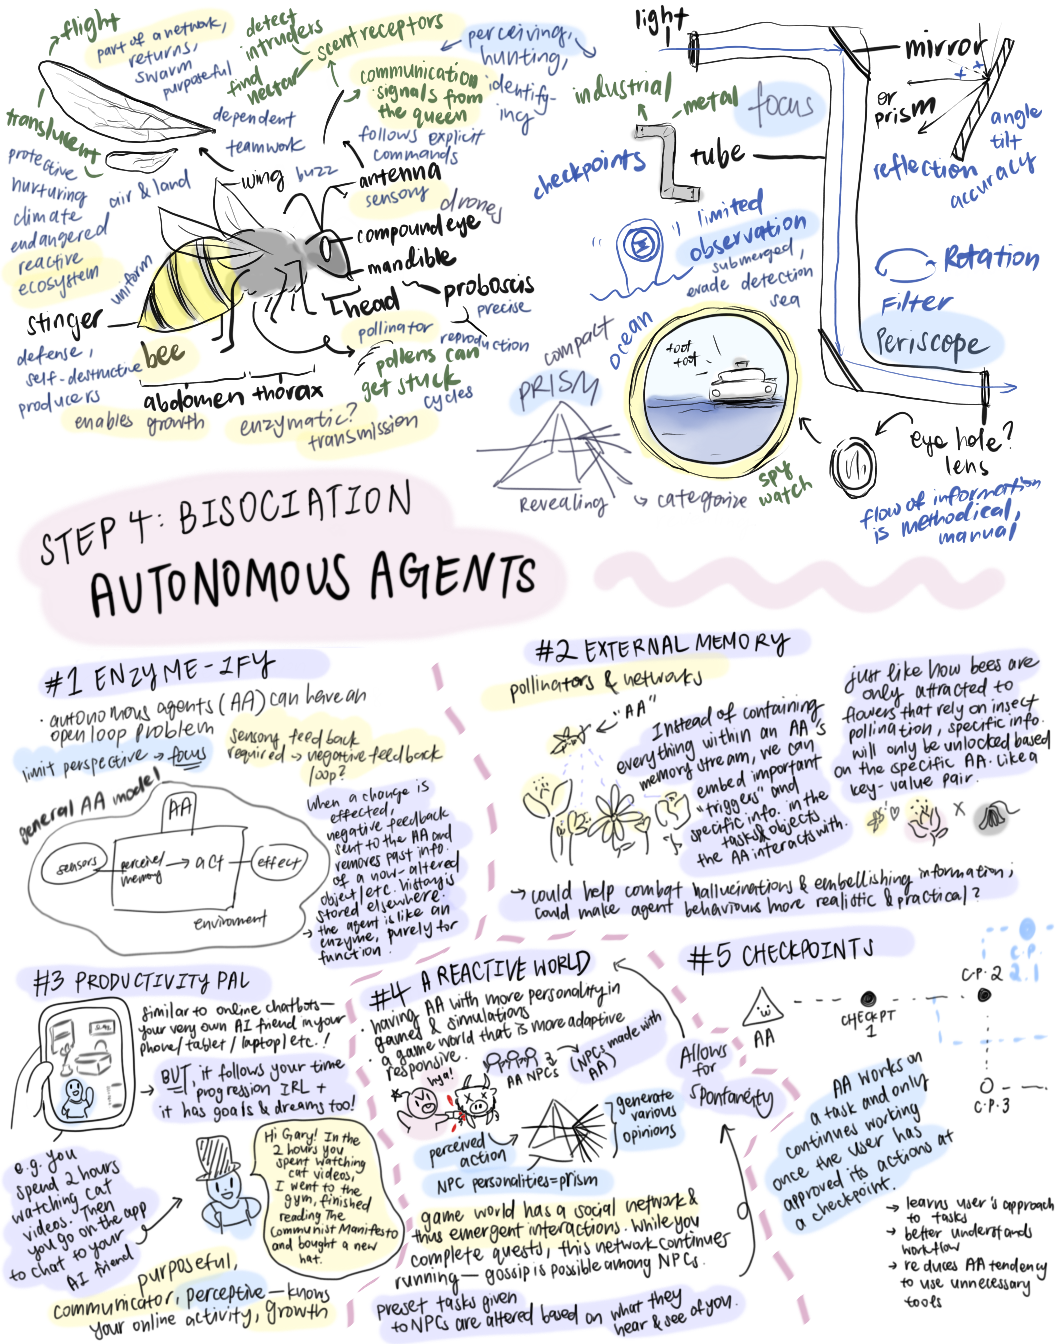 flight
part of a network,
returns,
swarm
purposeful
detect
intruders
find
nectar
scent receptors
communication
signals from
the queen
perceiving,
hunting,
identify-
ing
translucent
dependent
teamwork
follows explicit
commands
protective
nurturing
climate
endangered
reactive
ecosystem
air & land
wing
buzz
antenna
sensory
drones
compound eye
mandible
head
proboscis
precise
pollinator
reproduction
uniform
stinger
defense,
self-destructive
producers
bee
pollens can
get stuck
cycles
abdomen
thorax
enables growth
enzymatic?
transmission
light
mirror
or
prism
industrial
metal
focus
tube
checkpoints
angle
tilt
accuracy
reflection
"limited
observation"
submerged,
evade detection
sea
Rotation
Filter
Periscope
ocean
toot
toot
compact
PRISM
Revealing
categorize
spy
watch
eye hole?
lens
flow of information
is methodical,
manual
STEP 4: BISOCIATION
AUTONOMOUS AGENTS
#1 ENZYME-IFY
· autonomous agents (AA) can have an
open loop problem
limit perspective → focus
sensory feedback
required → negative feedback
loop?
general AA model
AA
sensors
perceived
memory
→ act
effect
enviroment
when a change is
effected,
negative feedback
sent to the AA and
removes past info.
of a now-altered
object/etc. History is
stored elsewhere.
→ the agent is like an
enzyme, purely for
function.
#2 EXTERNAL MEMORY
pollinators & networks
"AA"
Instead of containing
everything within an AA's
memory stream, we can
embed important
"triggers" and
specific info. in the
tasks & objects
the AA interacts with.
just like how bees are
only attracted to
flowers that rely on insect
pollination, specific info.
will only be unlocked based
on the specific AA. Like a
key-value pair.
x
→ could help combat hallucinations & embellishing information;
could make agent behaviours more realistic & practical?
#3 PRODUCTIVITY PAL
similar to online chatbots—
your very own AI friend in your
phone/tablet/laptop/etc.!
→ BUT, it follows your time
progression IRL +
it has goals & dreams too!
e.g. you
spend 2 hours
watching cat
videos. Then
you go on the app
to chat to your
AI friend
Hi Gary! In the
2 hours you
spent watching
cat videos,
I went to the
gym, finished
reading The
Communist Manifesto
and bought a new
hat.
purposeful,
communicator, perceptive — knows
your online activity, growth
#4 A REACTIVE WORLD
· having AA with more personality in
games & simulations
· a game world that is more adaptive
responsive.
AA NPCs
(NPCs made with
AA)
hya!
perceived
action
generate
various
opinions
NPC personalities = prism
game world has a social network &
thus emergent interactions. While you
complete quests, this network continues
running — gossip is possible among NPCs.
preset tasks given
to NPCs are altered based on what they
hear & see of you.
Allows
for
spontaneity
#5 CHECKPOINTS
AA
CHECKPT
1
C.P. 2
C.P.
2.1
C.P. 3
AA works on
a task and only
continues working
once the user has
approved its actions at
a checkpoint.
→ learns user's approach
to tasks
→ better understands
workflow
→ reduces AA tendency
to use unnecessary
tools